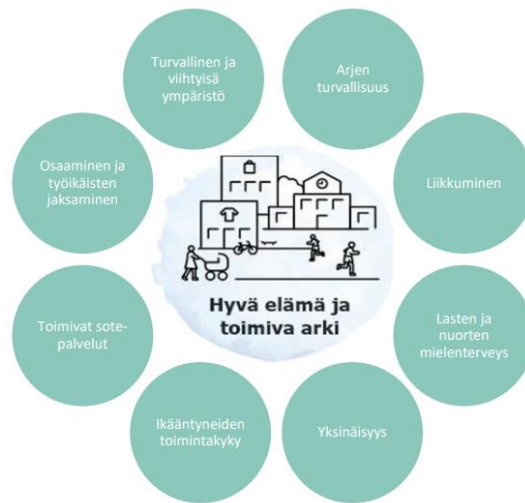 Turvallinen ja
viihtyisä
ympäristö
Arjen
turvallisuus
Osaaminen ja
työikäisten
jaksaminen
Liikkuminen
Hyvä elämä ja
toimiva arki
Toimivat sote-
palvelut
Lasten ja
nuorten
mielenterveys
Ikääntyneiden
toimintakyky
Yksinäisyys